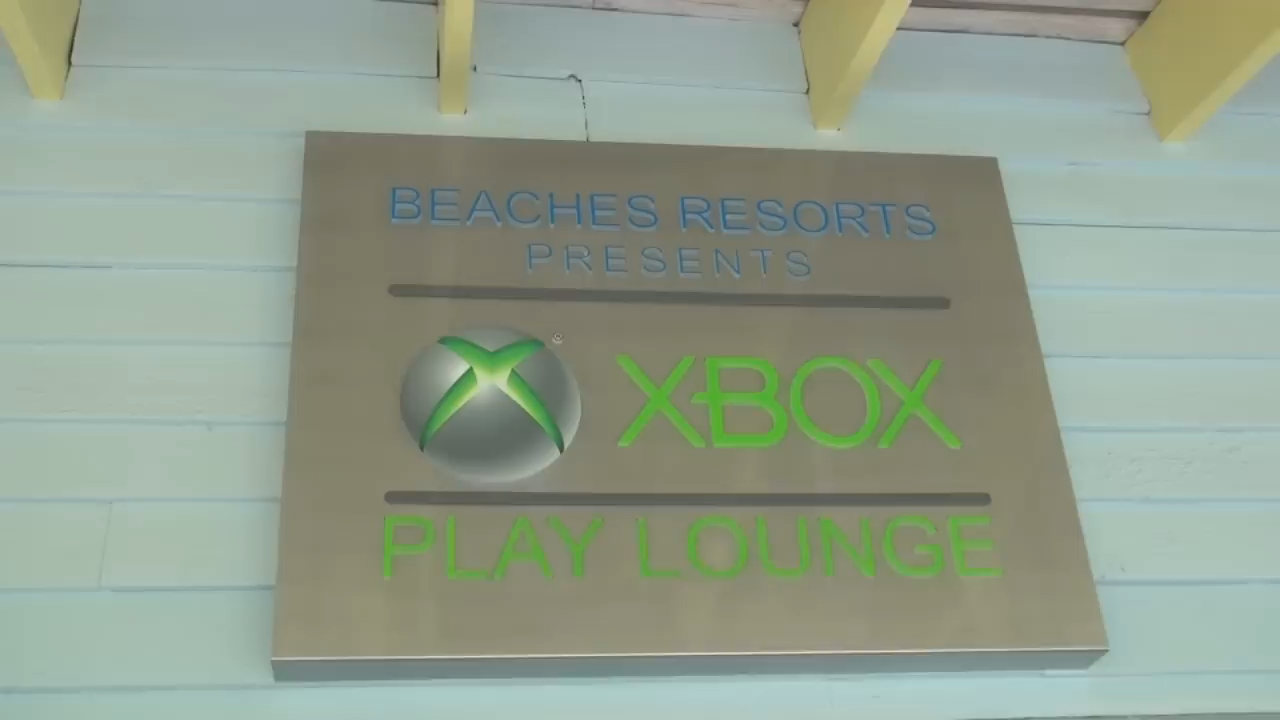 BEACHES RESORTS
PRESENTS
®
XBOX
PLAY LOUNGE